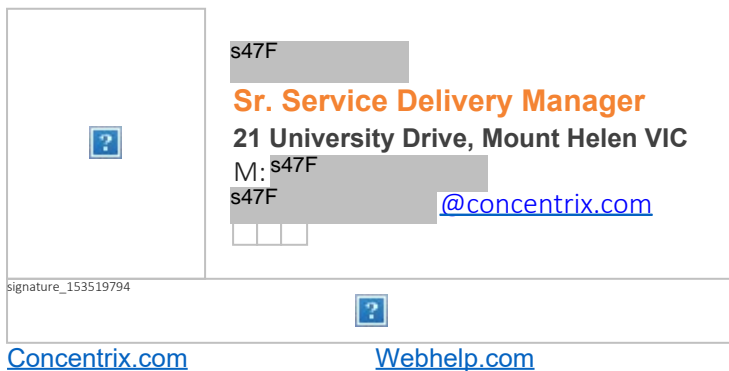 s47F
Sr. Service Delivery Manager
21 University Drive, Mount Helen VIC
M: s47F
s47F @concentrix.com
signature_153519794
Concentrix.com Webhelp.com